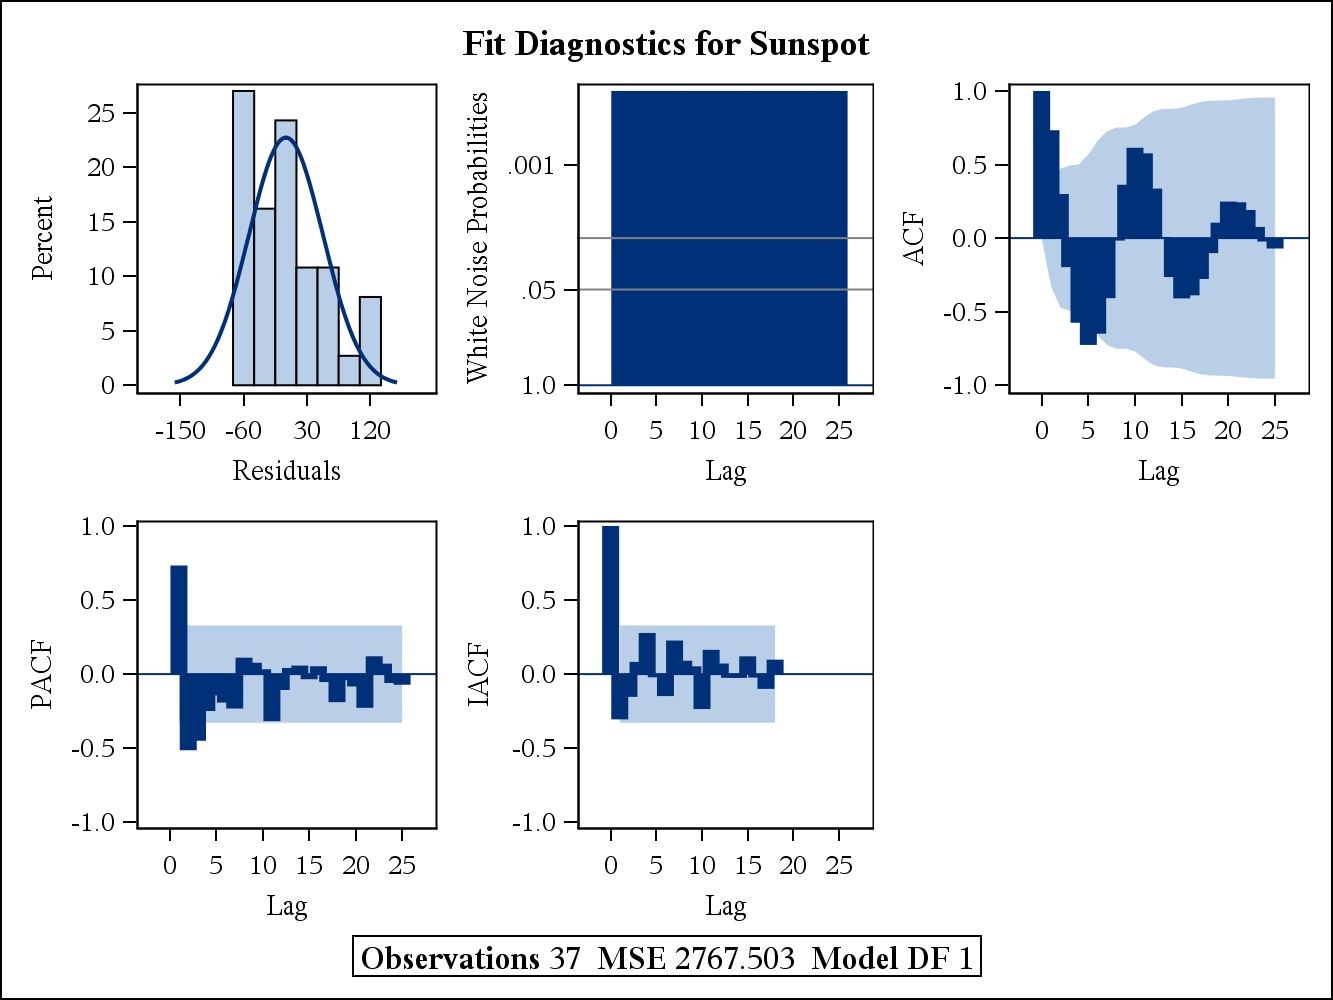 Fit Diagnostics for Sunspot
Percent
25
20
15
10
5
0
-150 -60 30 120
Residuals
White Noise Probabilities
.001
.05
1.0
0 5 10 15 20 25
Lag
ACF
1.0
0.5
0.0
-0.5
-1.0
0 5 10 15 20 25
Lag
PACF
1.0
0.5
0.0
-0.5
-1.0
0 5 10 15 20 25
Lag
IACF
1.0
0.5
0.0
-0.5
-1.0
0 5 10 15 20 25
Lag
Observations 37 MSE 2767.503 Model DF 1